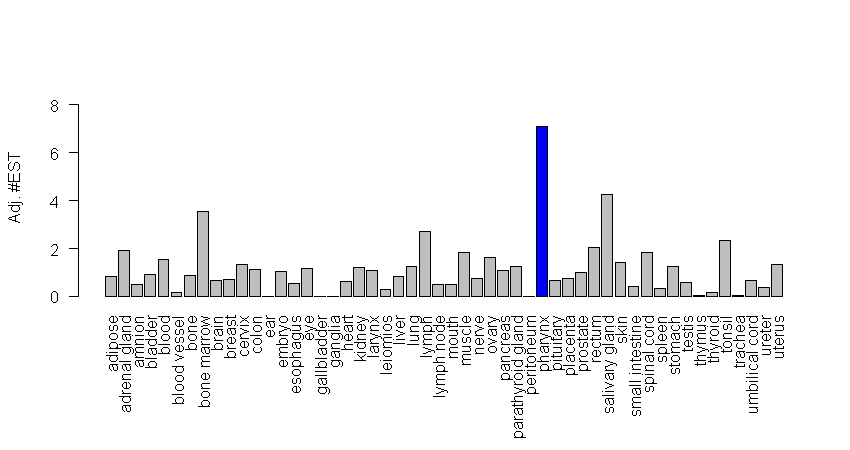 8
6
4
2
0
Adj. #EST
adipose
adrenal gland
amnion
bladder
blood
blood vessel
bone
bone marrow
brain
breast
cervix
colon
ear
embryo
esophagus
eye
gallbladder
ganglia
heart
kidney
larynx
leiomios
liver
lung
lymph
lymph node
mouth
muscle
nerve
ovary
pancreas
parathyroid gland
peritoneum
pharynx
pituitary
placenta
prostate
rectum
salivary gland
skin
small intestine
spinal cord
spleen
stomach
testis
thymus
thyroid
tonsil
trachea
umbilical cord
ureter
uterus